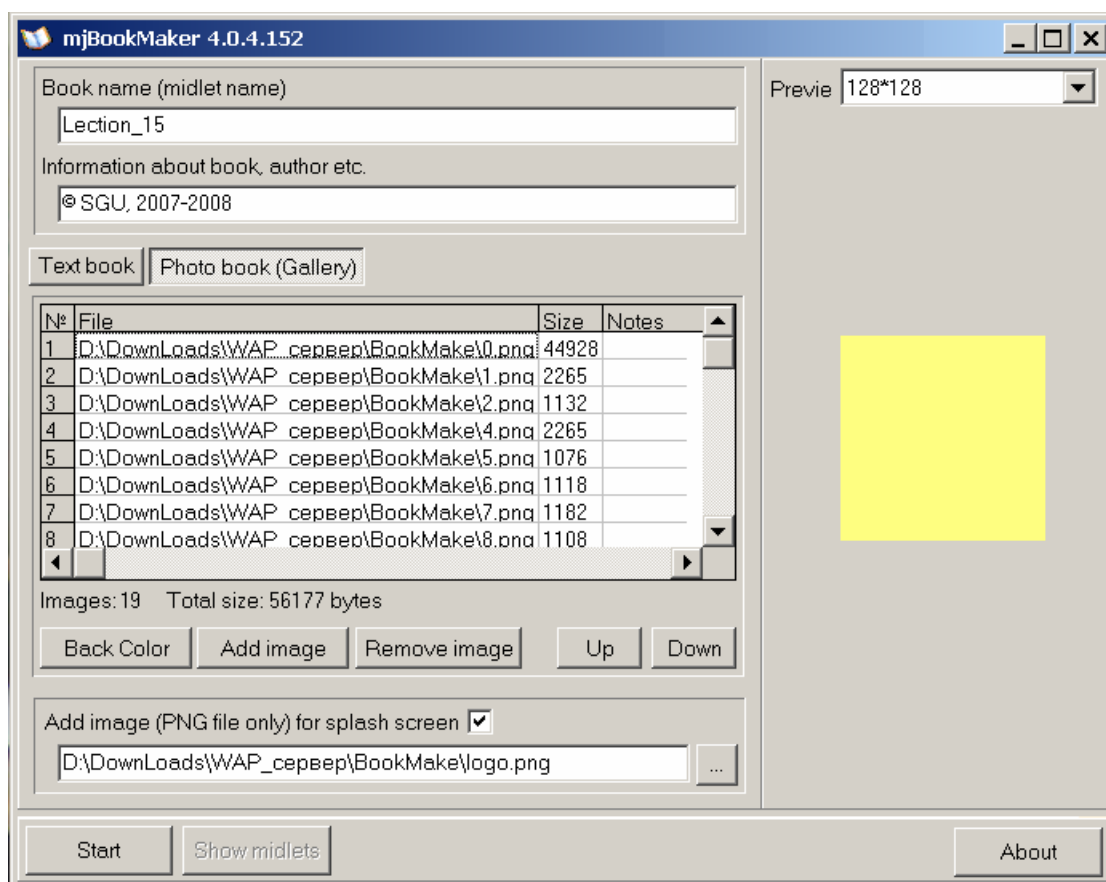 mjBookMaker 4.0.4.152
Book name (midlet name)
Lection_15
Information about book, author etc.
© SGU, 2007-2008
Previe 128*128
Text book Photo book (Gallery)
№ File Size Notes
1 D:\DownLoads\WAP_сервер\BookMake\0.png 44928
2 D:\DownLoads\WAP_сервер\BookMake\1.png 2265
3 D:\DownLoads\WAP_сервер\BookMake\2.png 1132
4 D:\DownLoads\WAP_сервер\BookMake\4.png 2265
5 D:\DownLoads\WAP_сервер\BookMake\5.png 1076
6 D:\DownLoads\WAP_сервер\BookMake\6.png 1118
7 D:\DownLoads\WAP_сервер\BookMake\7.png 1182
8 D:\DownLoads\WAP_сервер\BookMake\8.png 1108
Images: 19 Total size: 56177 bytes
Back Color Add image Remove image Up Down
Add image (PNG file only) for splash screen
D:\DownLoads\WAP_сервер\BookMake\logo.png ...
Start Show midlets About